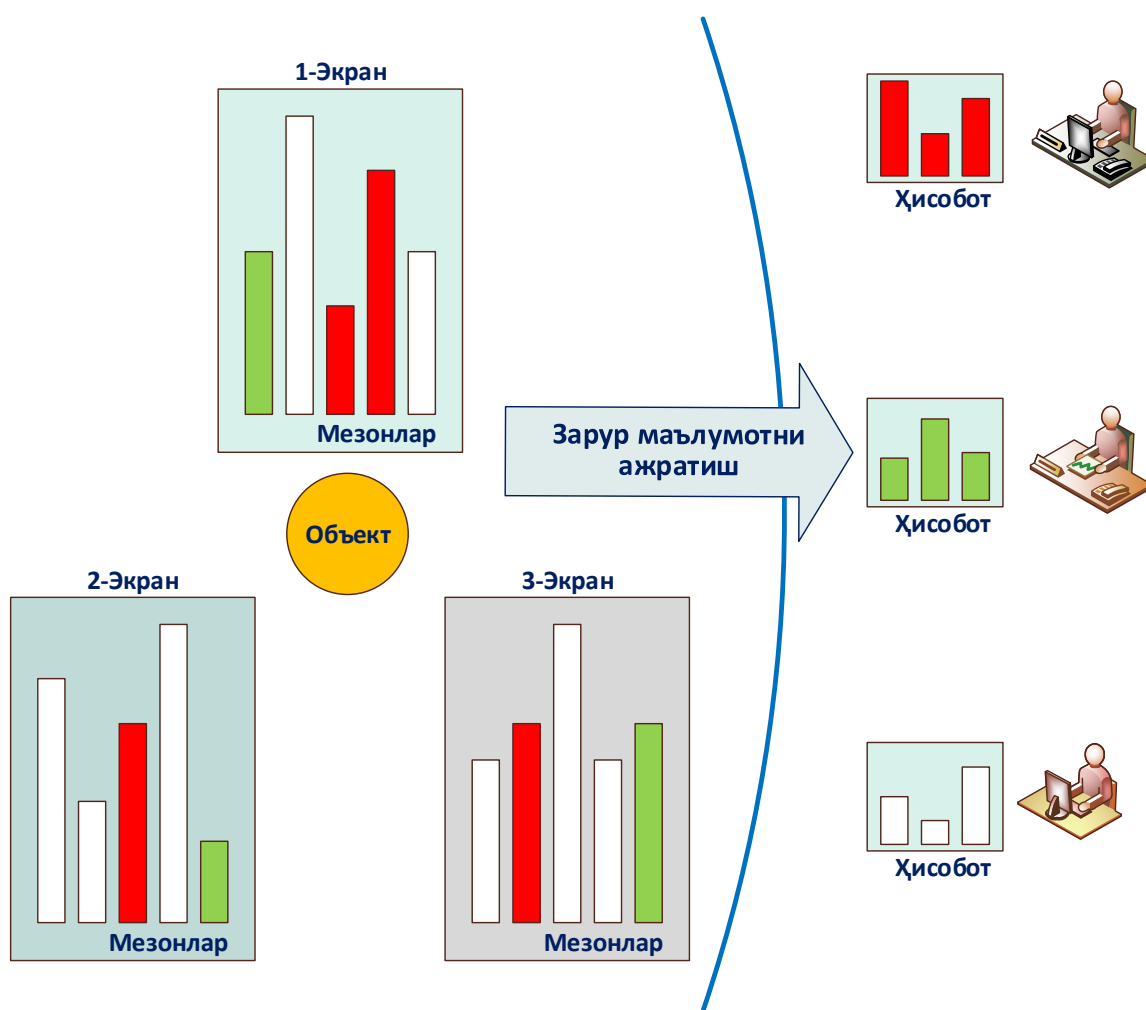 1-Экран
Мезонлар
Объект
2-Экран
Мезонлар
3-Экран
Мезонлар
Зарур маълумотни
ажратиш
Ҳисобот
Ҳисобот
Ҳисобот